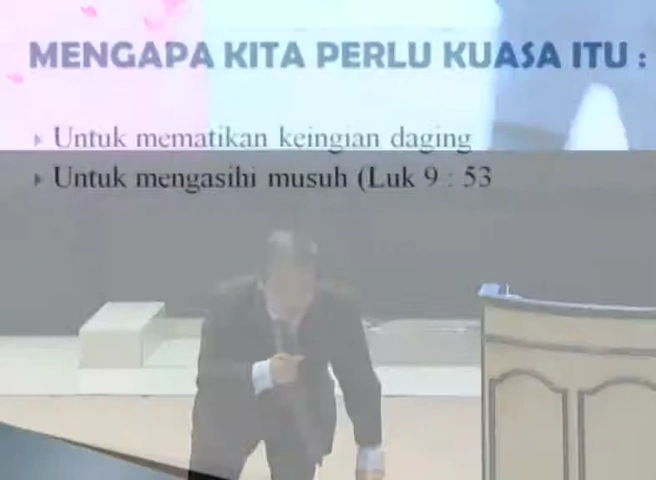 MENGAPA KITA PERLU KUASA ITU :
Untuk mematikan keingian daging
Untuk mengasihi musuh (Luk 9 : 53